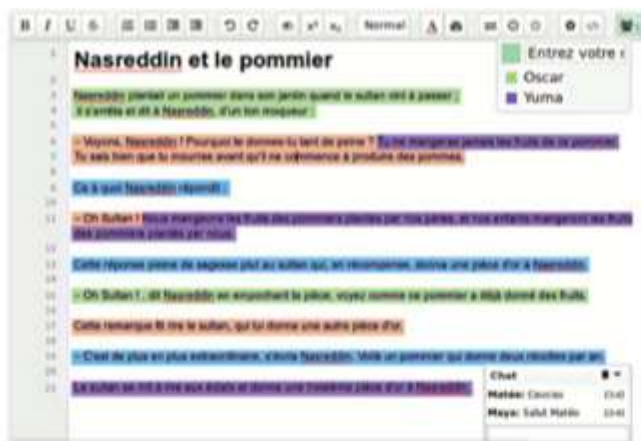 B I U S Normal A
Entrez votre
Oscar
Yuma
Nasreddin et le pommier
Nasreddin plantait un pommier dans son jardin quand le sultan vint à passer ;
il s'arrêta et dit à Nasreddin, d'un ton moqueur :
– Voyons, Nasreddin ! Pourquoi te donnes-tu tant de peine ? Tu ne mangeras jamais les fruits de ce pommier.
Tu sais bien que tu mourras avant qu'il ne commence à produire des pommes.
Ce à quoi Nasreddin répondit :
– Oh Sultan ! Nous mangeons les fruits des pommiers plantés par nos pères, et nos enfants mangeront les fruits
des pommiers plantés par nous.
Cette réponse pleine de sagesse plut au sultan qui, en récompense, donna une pièce d'or à Nasreddin.
– Oh Sultan ! , dit Nasreddin en empochant la pièce, voyez comme ce pommier a déjà donné des fruits.
Cette remarque fit rire le sultan, qui lui donna une autre pièce d'or.
– C'est de plus en plus extraordinaire, s'écria Nasreddin. Voilà un pommier qui donne deux récoltes par an.
Le sultan se mit à rire aux éclats et donna une troisième pièce d'or à Nasreddin.
Chat
Matéo: Coucou
Maya: Salut Matéo